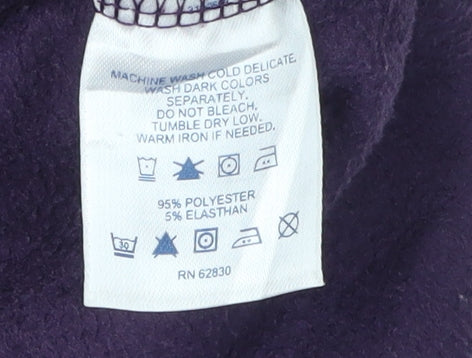 MACHINE WASH COLD DELICATE.
WASH DARK COLORS
SEPARATELY.
DO NOT BLEACH.
TUMBLE DRY LOW.
WARM IRON IF NEEDED.
95% POLYESTER
5% ELASTHAN
30
RN 62830